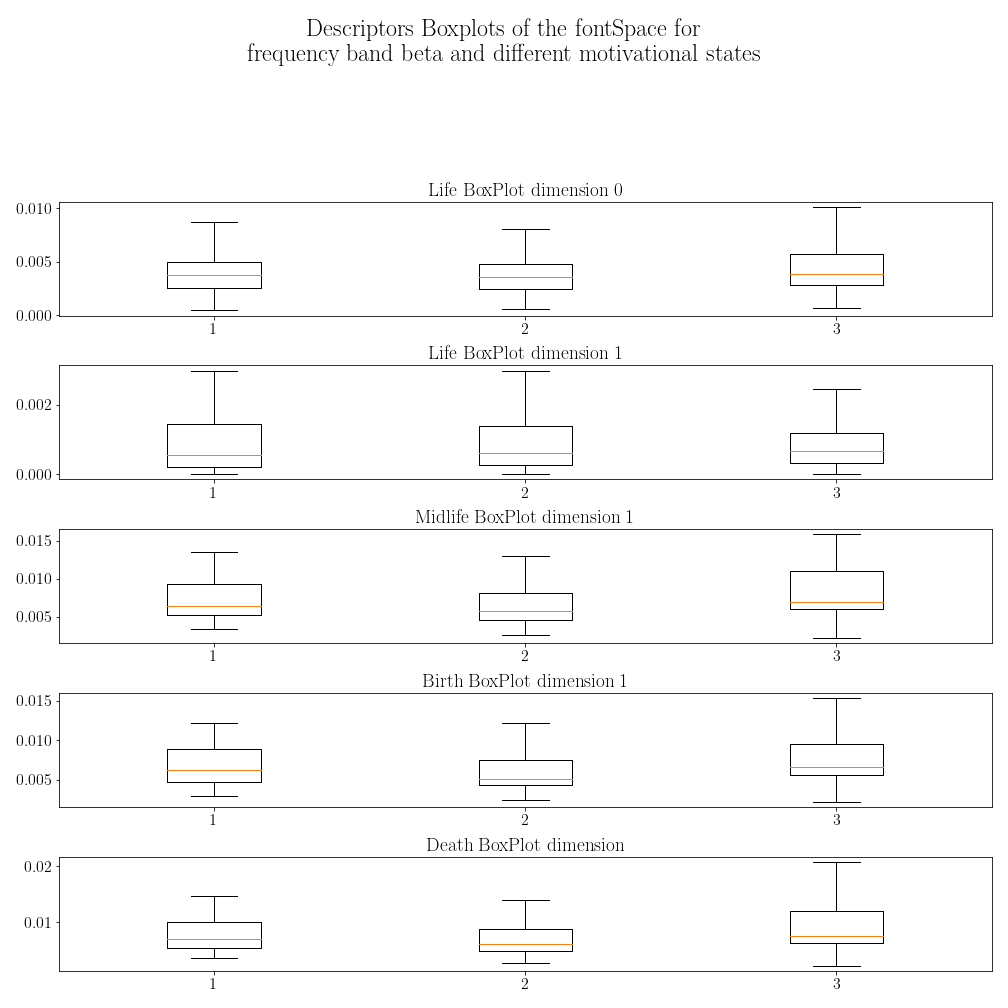 Descriptors Boxplots of the fontSpace for
frequency band beta and different motivational states
Life BoxPlot dimension 0
0.010
0.005
0.000
1 2 3
Life BoxPlot dimension 1
0.002
0.000
1 2 3
Midlife BoxPlot dimension 1
0.015
0.010
0.005
1 2 3
Birth BoxPlot dimension 1
0.015
0.010
0.005
1 2 3
Death BoxPlot dimension
0.02
0.01
1 2 3